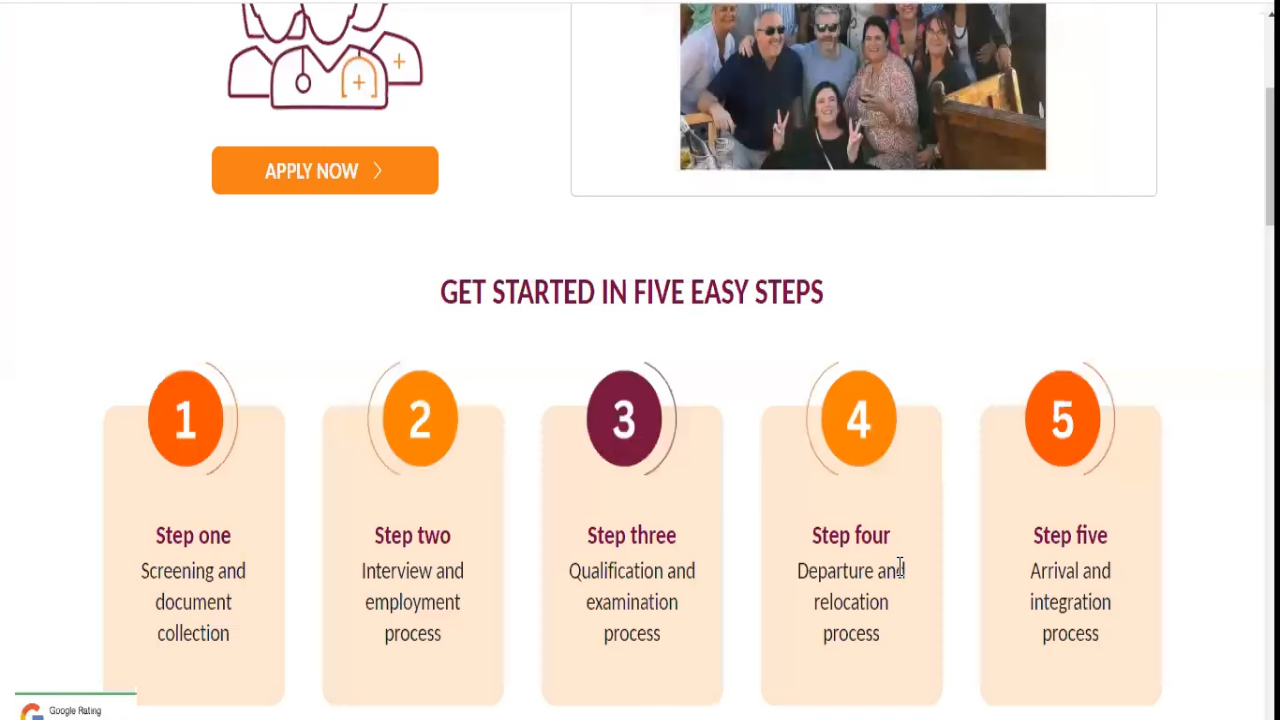 APPLY NOW
GET STARTED IN FIVE EASY STEPS
1
2
3
4
5
Step one
Screening and
document
collection
Step two
Interview and
employment
process
Step three
Qualification and
examination
process
Step four
Departure and
relocation
process
Step five
Arrival and
integration
process
Google Rating